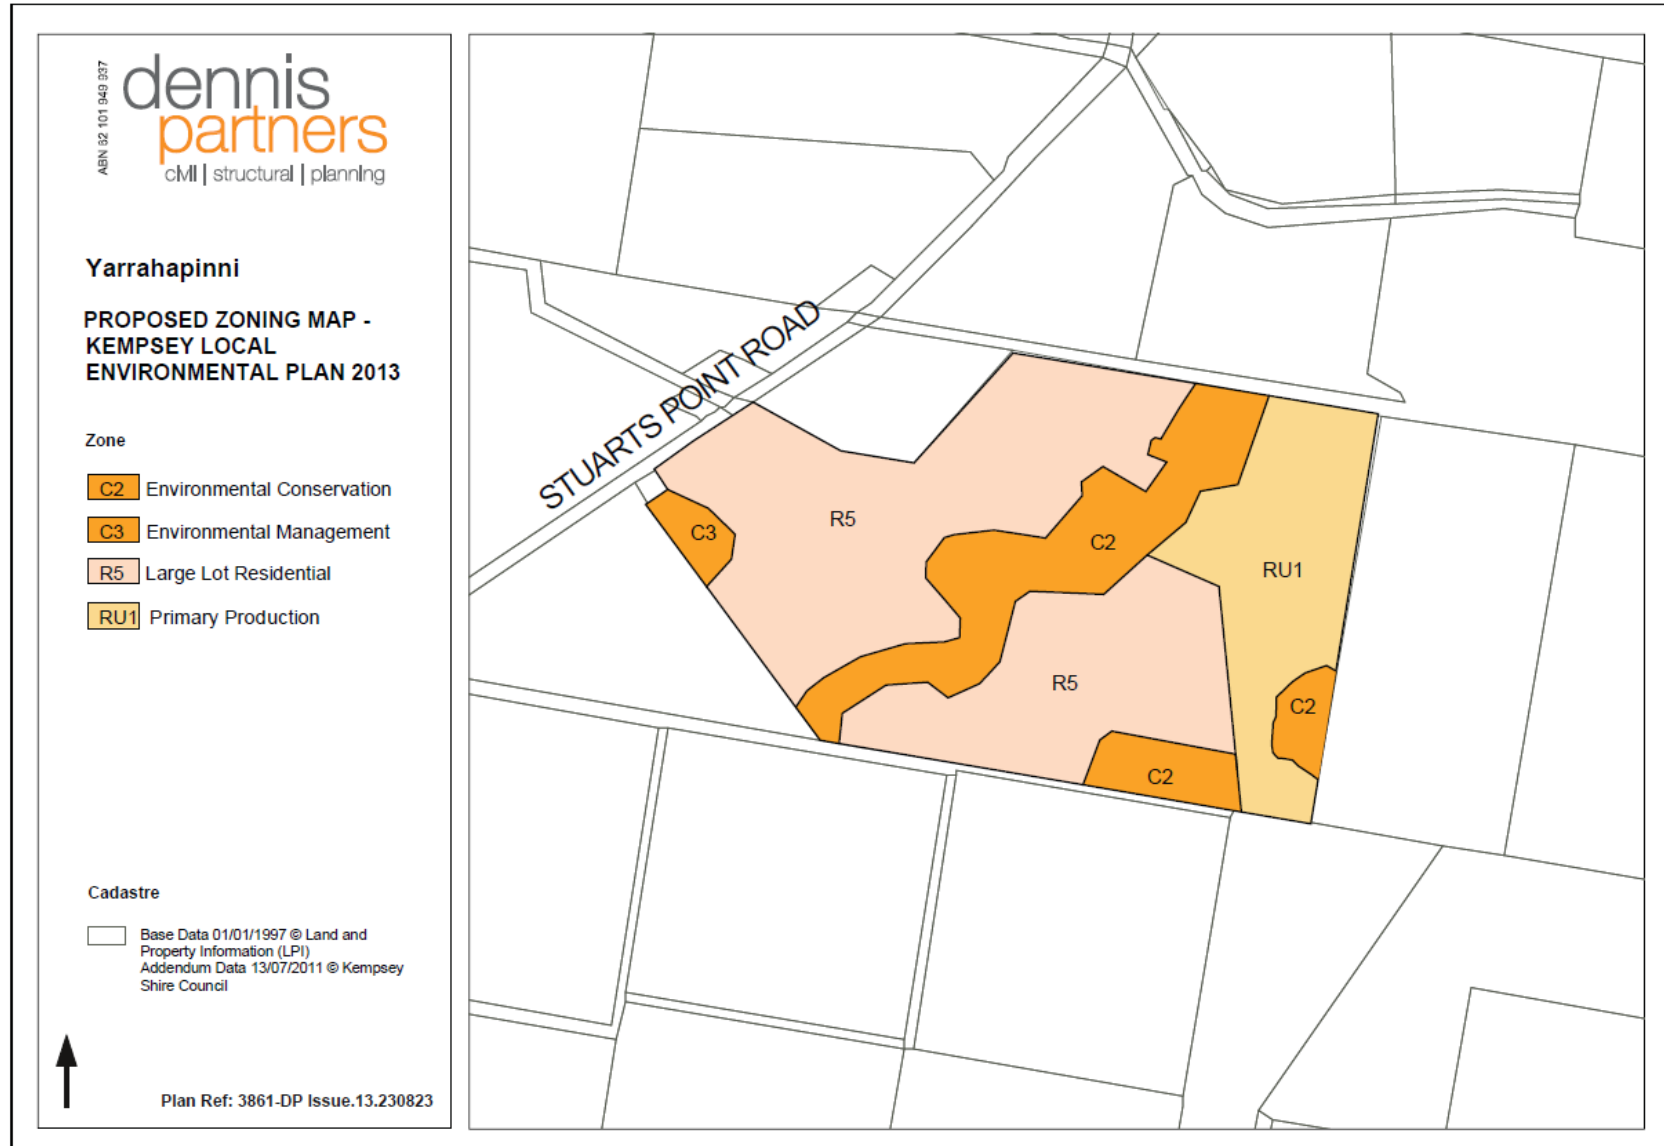 ABN 62 101 949 937
dennis
partners
civil | structural | planning
Yarrahapinni
PROPOSED ZONING MAP -
KEMPSEY LOCAL
ENVIRONMENTAL PLAN 2013
Zone
C2 Environmental Conservation
C3 Environmental Management
R5 Large Lot Residential
RU1 Primary Production
Cadastre
Base Data 01/01/1997 © Land and
Property Information (LPI)
Addendum Data 13/07/2011 © Kempsey
Shire Council
Plan Ref: 3861-DP Issue.13.230823
STUARTS POINT ROAD
C3
R5
C2
RU1
R5
C2
C2